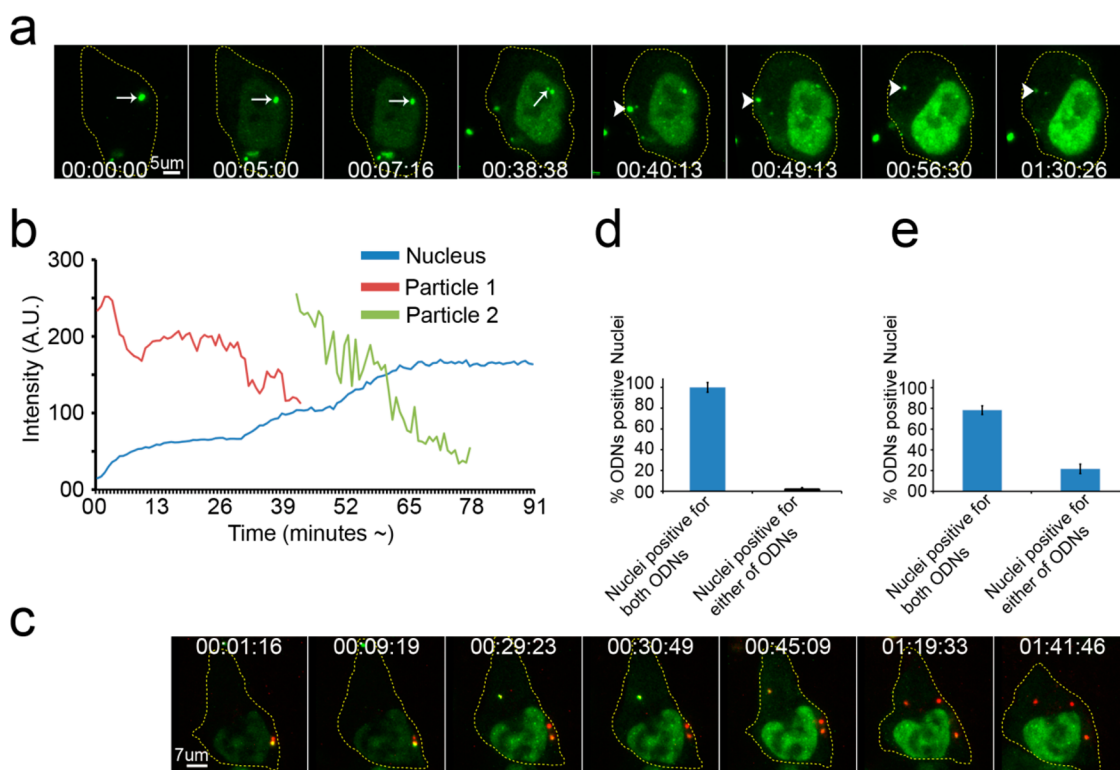 a
00:00:00 5um 00:05:00 00:07:16 00:38:38 00:40:13 00:49:13 00:56:30 01:30:26
b
300
200
100
00
Intensity (A.U.)
00 13 26 39 52 65 78 91
Time (minutes ~)
Nucleus
Particle 1
Particle 2
d
% ODNs positive Nuclei
100
80
60
40
20
00
Nuclei positive for
both ODNs
Nuclei positive for
either of ODNs
e
% ODNs positive Nuclei
100
80
60
40
20
00
Nuclei positive for
both ODNs
Nuclei positive for
either of ODNs
c
00:01:16 00:09:19 00:29:23 00:30:49 00:45:09 01:19:33 01:41:46
7um